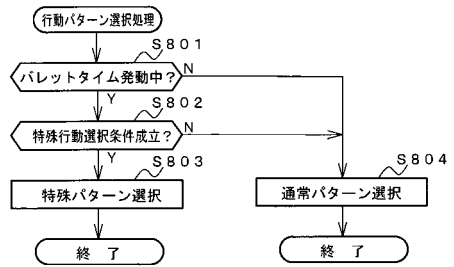 行動パターン選択処理
S801
バレットタイム発動中?
N
Y
S802
特殊行動選択条件成立?
N
Y
S803
特殊パターン選択
S804
通常パターン選択
終 了
終 了